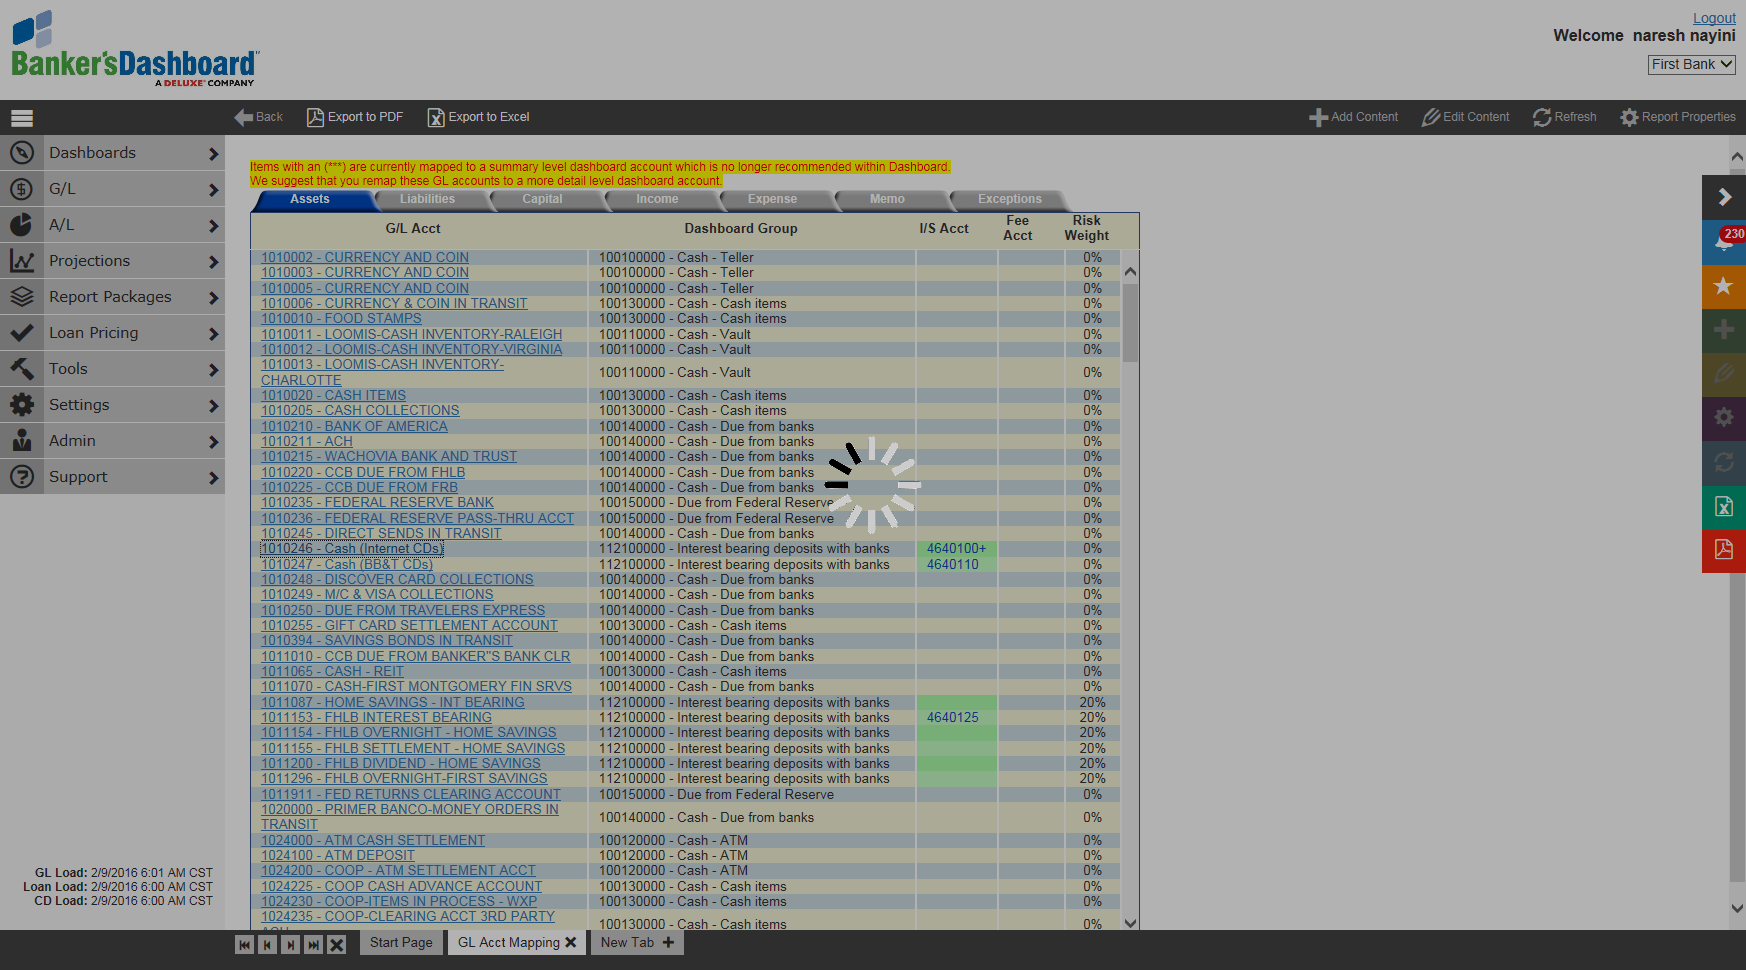 Logout
Banker'sDashboard
A DELUXE COMPANY
Welcome naresh nayini
First Bank
Back Export to PDF Export to Excel Add Content Edit Content Refresh Report Properties
Dashboards
G/L
A/L
Projections
Report Packages
Loan Pricing
Tools
Settings
Admin
Support
GL Load: 2/9/2016 6:01 AM CST
Loan Load: 2/9/2016 6:00 AM CST
CD Load: 2/9/2016 6:00 AM CST
Items with an (***) are currently mapped to a summary level dashboard account which is no longer recommended within Dashboard.
We suggest that you remap these GL accounts to a more detail level dashboard account.
Assets Liabilities Capital Income Expense Memo Exceptions
G/L Acct Dashboard Group I/S Acct Fee Acct Risk Weight
1010002 - CURRENCY AND COIN 100100000 - Cash - Teller 0%
1010003 - CURRENCY AND COIN 100100000 - Cash - Teller 0%
1010005 - CURRENCY AND COIN 100100000 - Cash - Teller 0%
1010006 - CURRENCY & COIN IN TRANSIT 100130000 - Cash - Cash items 0%
1010010 - FOOD STAMPS 100130000 - Cash - Cash items 0%
1010011 - LOOMIS-CASH INVENTORY-RALEIGH 100110000 - Cash - Vault 0%
1010012 - LOOMIS-CASH INVENTORY-VIRGINIA 100110000 - Cash - Vault 0%
1010013 - LOOMIS-CASH INVENTORY-
CHARLOTTE 100110000 - Cash - Vault 0%
1010020 - CASH ITEMS 100130000 - Cash - Cash items 0%
1010205 - CASH COLLECTIONS 100130000 - Cash - Cash items 0%
1010210 - BANK OF AMERICA 100140000 - Cash - Due from banks 0%
1010211 - ACH 100140000 - Cash - Due from banks 0%
1010215 - WACHOVIA BANK AND TRUST 100140000 - Cash - Due from banks 0%
1010220 - CCB DUE FROM FHLB 100140000 - Cash - Due from banks 0%
1010225 - CCB DUE FROM FRB 100140000 - Cash - Due from banks 0%
1010235 - FEDERAL RESERVE BANK 100150000 - Due from Federal Reserve 0%
1010236 - FEDERAL RESERVE PASS-THRU ACCT 100150000 - Due from Federal Reserve 0%
1010245 - DIRECT SENDS IN TRANSIT 100140000 - Cash - Due from banks 0%
1010246 - Cash (Internet CDs) 112100000 - Interest bearing deposits with banks 4640100+ 0%
1010247 - Cash (BB&T CDs) 112100000 - Interest bearing deposits with banks 4640110 0%
1010248 - DISCOVER CARD COLLECTIONS 100140000 - Cash - Due from banks 0%
1010249 - M/C & VISA COLLECTIONS 100140000 - Cash - Due from banks 0%
1010250 - DUE FROM TRAVELERS EXPRESS 100140000 - Cash - Due from banks 0%
1010255 - GIFT CARD SETTLEMENT ACCOUNT 100130000 - Cash - Cash items 0%
1010394 - SAVINGS BONDS IN TRANSIT 100140000 - Cash - Due from banks 0%
1011010 - CCB DUE FROM BANKER"S BANK CLR 100140000 - Cash - Due from banks 0%
1011065 - CASH - REIT 100130000 - Cash - Cash items 0%
1011070 - CASH-FIRST MONTGOMERY FIN SRVS 100140000 - Cash - Due from banks 0%
1011087 - HOME SAVINGS - INT BEARING 112100000 - Interest bearing deposits with banks 20%
1011153 - FHLB INTEREST BEARING 112100000 - Interest bearing deposits with banks 4640125 20%
1011154 - FHLB OVERNIGHT - HOME SAVINGS 112100000 - Interest bearing deposits with banks 20%
1011155 - FHLB SETTLEMENT - HOME SAVINGS 112100000 - Interest bearing deposits with banks 20%
1011200 - FHLB DIVIDEND - HOME SAVINGS 112100000 - Interest bearing deposits with banks 20%
1011296 - FHLB OVERNIGHT-FIRST SAVINGS 112100000 - Interest bearing deposits with banks 20%
1011911 - FED RETURNS CLEARING ACCOUNT 100150000 - Due from Federal Reserve 0%
1020000 - PRIMER BANCO-MONEY ORDERS IN
TRANSIT 100140000 - Cash - Due from banks 0%
1024000 - ATM CASH SETTLEMENT 100120000 - Cash - ATM 0%
1024100 - ATM DEPOSIT 100120000 - Cash - ATM 0%
1024200 - COOP - ATM SETTLEMENT ACCT 100120000 - Cash - ATM 0%
1024225 - COOP CASH ADVANCE ACCOUNT 100130000 - Cash - Cash items 0%
1024230 - COOP-ITEMS IN PROCESS - WXP 100130000 - Cash - Cash items 0%
1024235 - COOP-CLEARING ACCT 3RD PARTY
100130000 - Cash - Cash items 0%
230
Start Page GL Acct Mapping New Tab